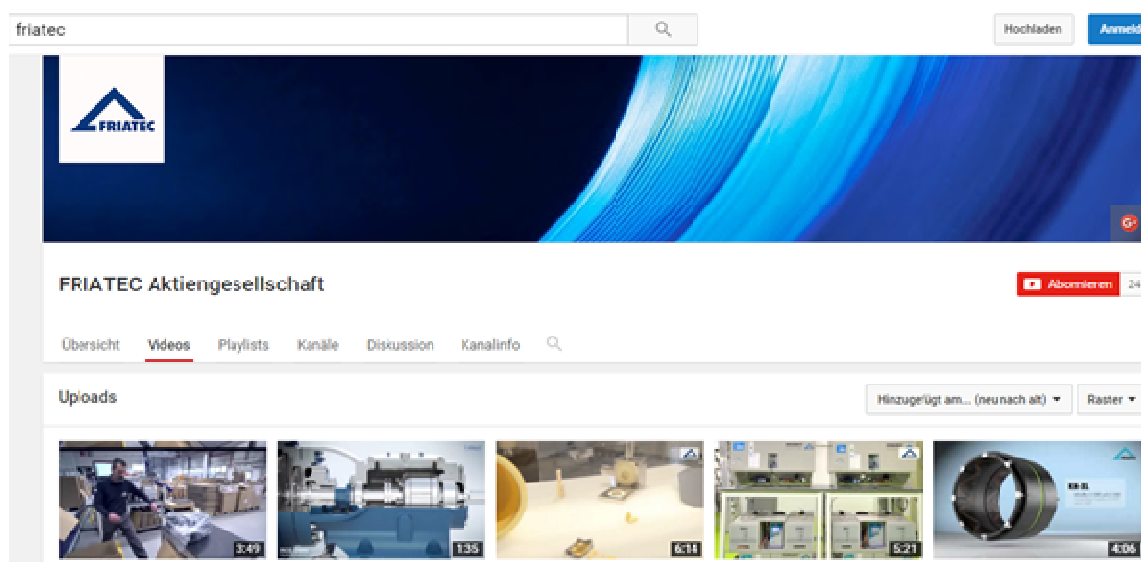 friatec
Hochladen
Anmeld
FRIATEC
FRIATEC Aktiengesellschaft
Abonnieren 24
Übersicht Videos Playlists Kanäle Diskussion Kanalinfo
Uploads
Hinzugefügt am... (neu nach alt)
Raster
3:49
1:35
6:14
5:21
4:06